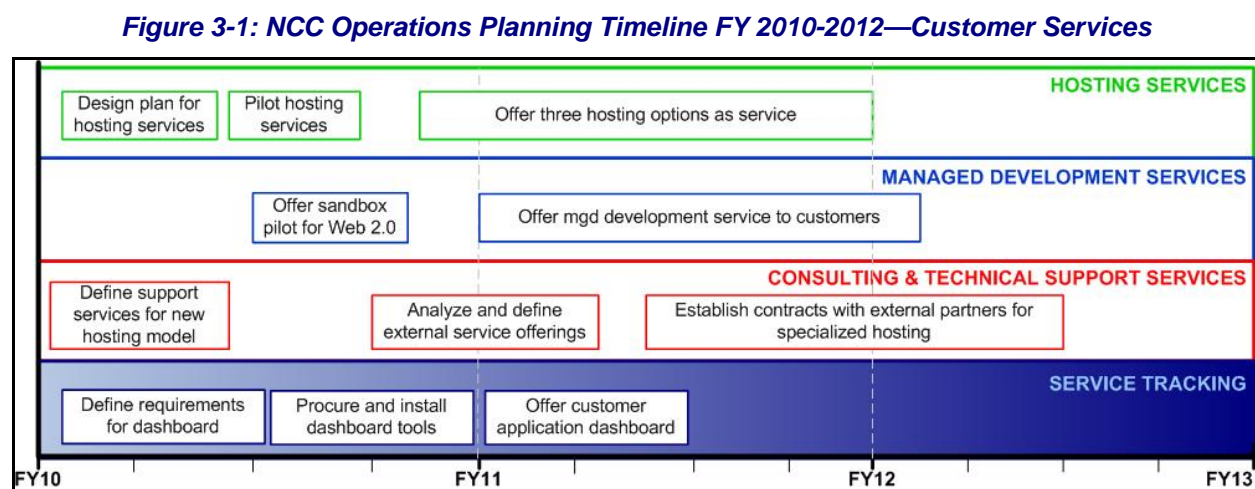 Figure 3-1: NCC Operations Planning Timeline FY 2010-2012—Customer Services
HOSTING SERVICES
Design plan for
hosting services
Pilot hosting
services
Offer three hosting options as service
MANAGED DEVELOPMENT SERVICES
Offer sandbox
pilot for Web 2.0
Offer mgd development service to customers
CONSULTING & TECHNICAL SUPPORT SERVICES
Define support
services for new
hosting model
Analyze and define
external service offerings
Establish contracts with external partners for
specialized hosting
SERVICE TRACKING
Define requirements
for dashboard
Procure and install
dashboard tools
Offer customer
application dashboard
FY10
FY11
FY12
FY13